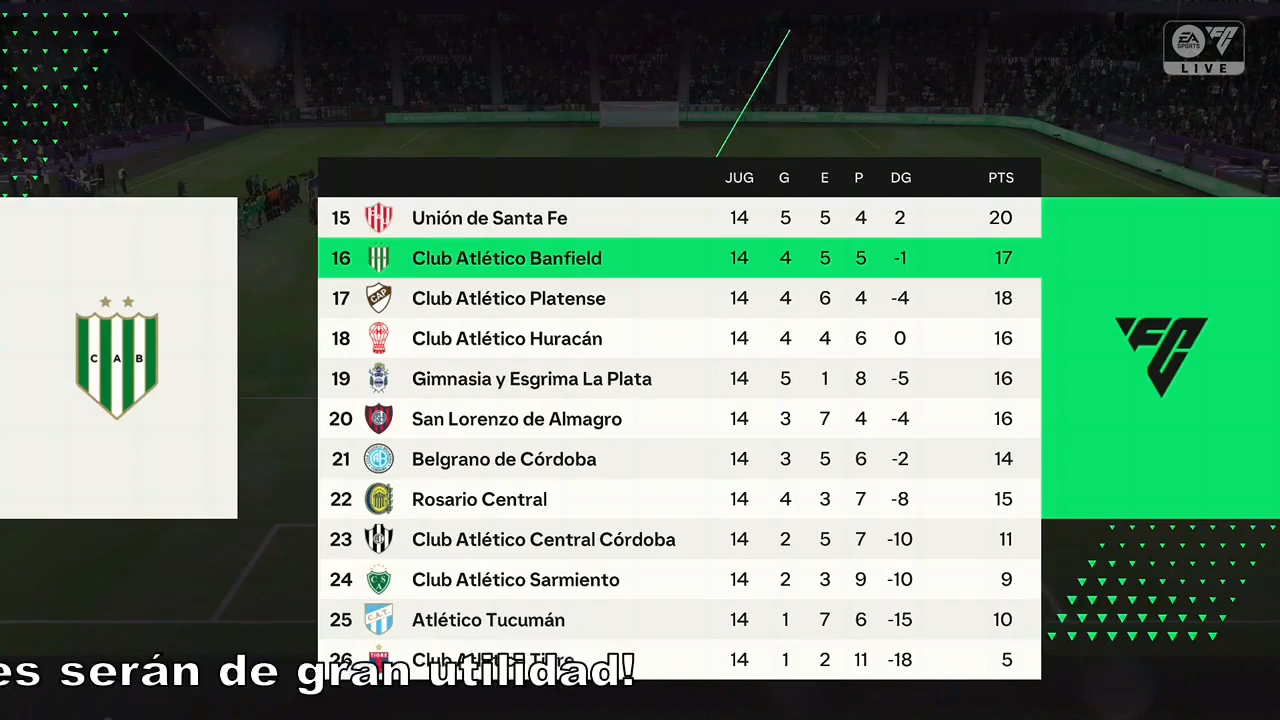 EA SPORTS FC
LIVE
JUG G E P DG PTS
15 Unión de Santa Fe 14 5 5 4 2 20
16 Club Atlético Banfield 14 4 5 5 -1 17
17 Club Atlético Platense 14 4 6 4 -4 18
18 Club Atlético Huracán 14 4 4 6 0 16
19 Gimnasia y Esgrima La Plata 14 5 1 8 -5 16
20 San Lorenzo de Almagro 14 3 7 4 -4 16
21 Belgrano de Córdoba 14 3 5 6 -2 14
22 Rosario Central 14 4 3 7 -8 15
23 Club Atlético Central Córdoba 14 2 5 7 -10 11
24 Club Atlético Sarmiento 14 2 3 9 -10 9
25 Atlético Tucumán 14 1 7 6 -15 10
26 Club Atlético Tigre 14 1 2 11 -18 5
C A B
FC
es serán de gran utilidad!